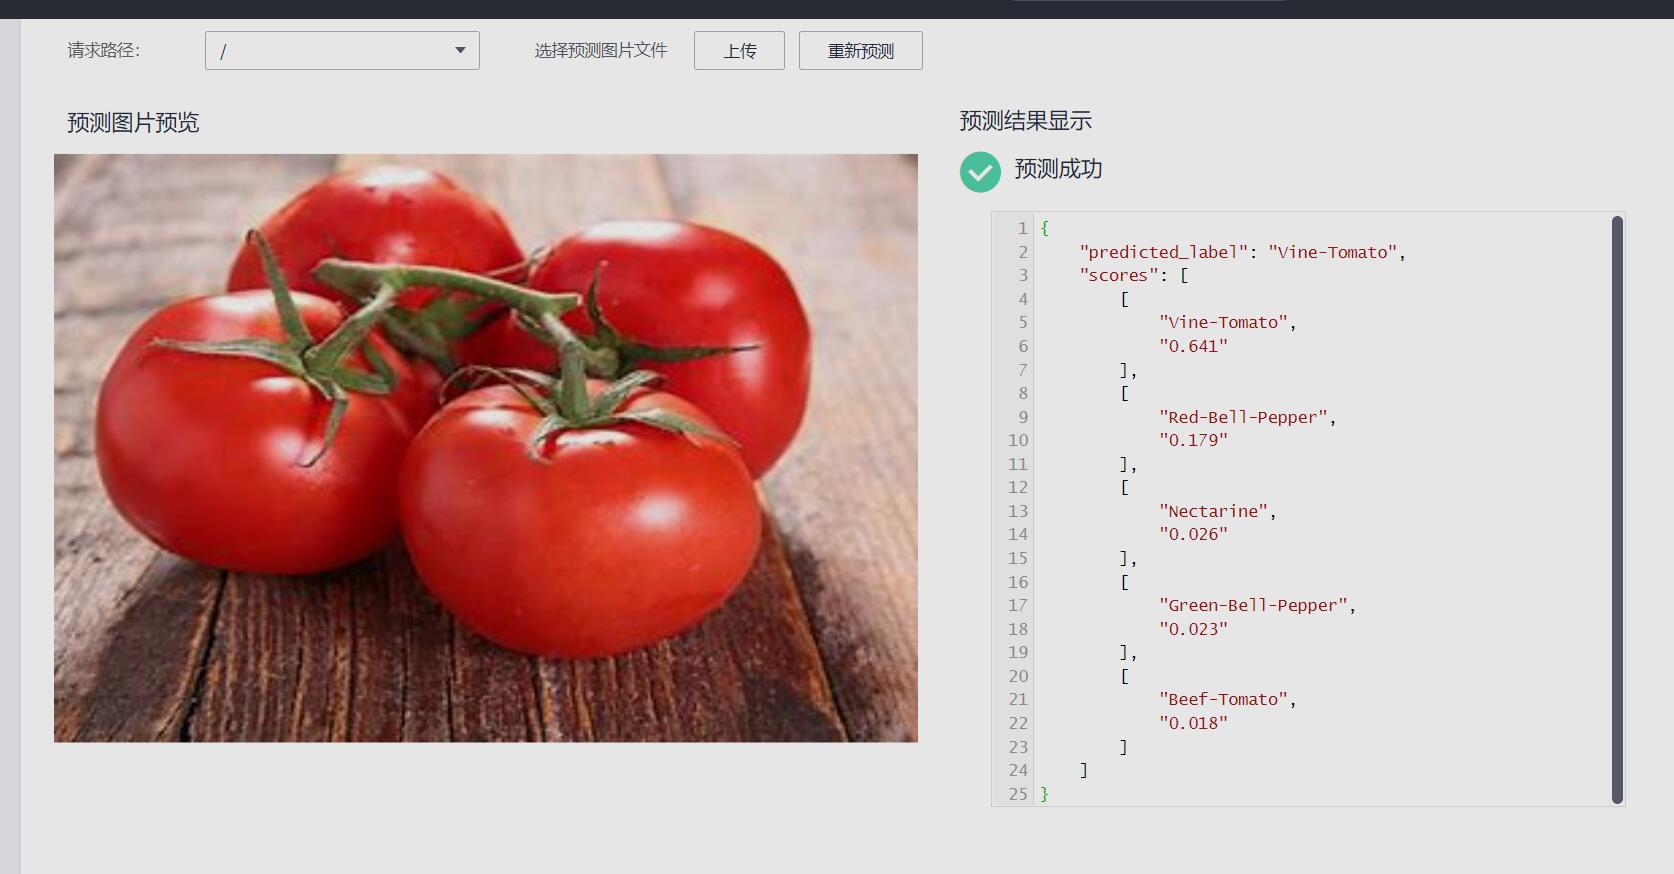 请求路径: / 选择预测图片文件 上传 重新预测
预测图片预览
预测结果显示
预测成功
1 {
2 "predicted_label": "Vine-Tomato",
3 "scores": [
4 [
5 "Vine-Tomato",
6 "0.641"
7 ],
8 [
9 "Red-Bell-Pepper",
10 "0.179"
11 ],
12 [
13 "Nectarine",
14 "0.026"
15 ],
16 [
17 "Green-Bell-Pepper",
18 "0.023"
19 ],
20 [
21 "Beef-Tomato",
22 "0.018"
23 ]
24 ]
25 }